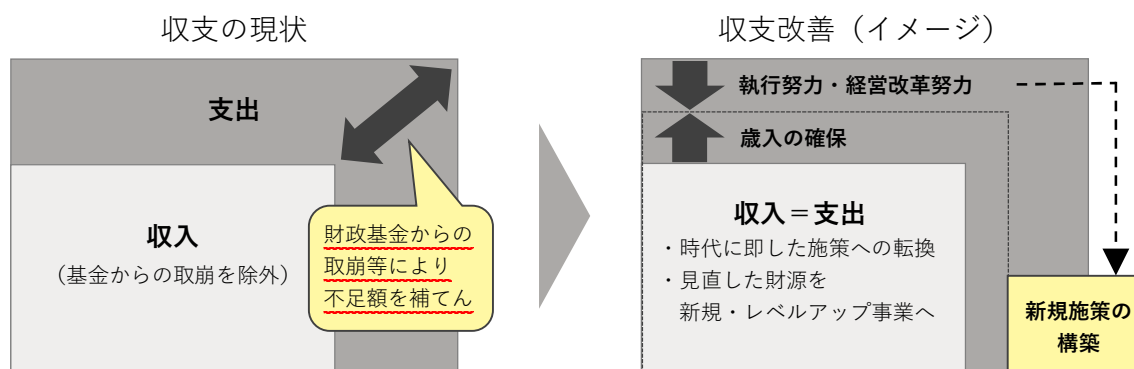 収支の現状
支出
収入
（基金からの取崩を除外）
財政基金からの
取崩等により
不足額を補てん
収支改善（イメージ）
執行努力・経営改革努力
歳入の確保
収入＝支出
・時代に即した施策への転換
・見直した財源を
新規・レベルアップ事業へ
新規施策の
構築